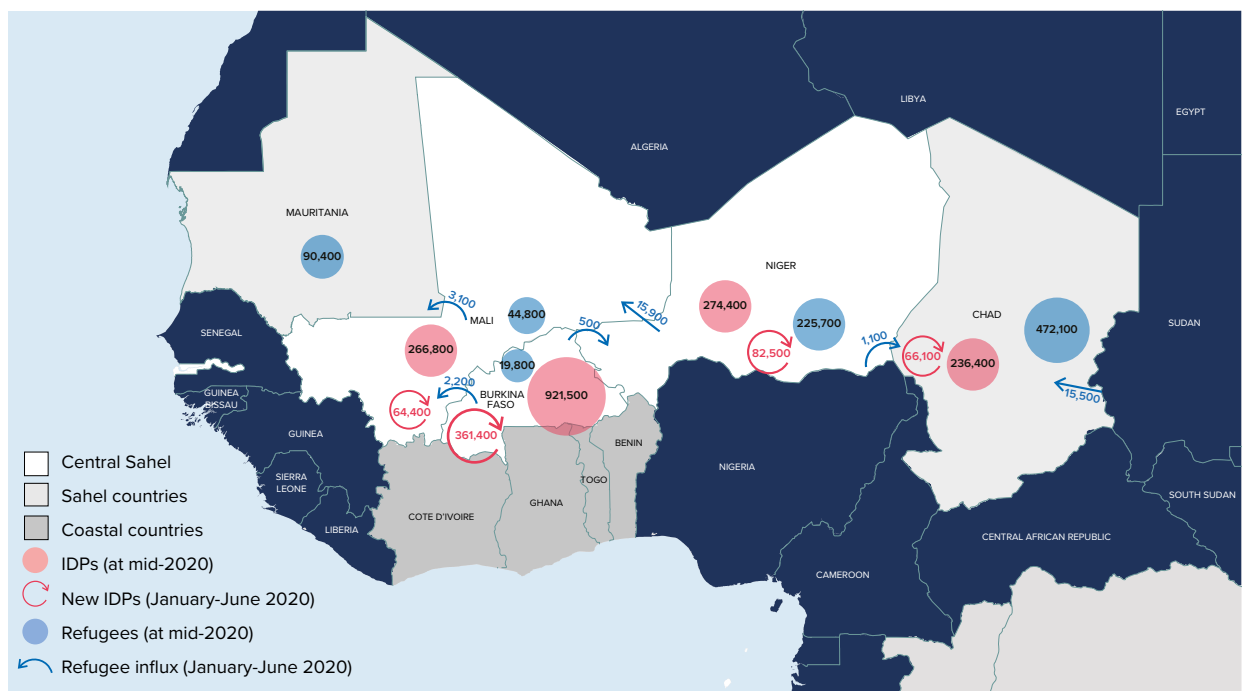 LIBYA
EGYPT
ALGERIA
MAURITANIA
90,400
NIGER
274,400
225,700
82,500
1,100
3,100
MALI
44,800
15,900
500
266,800
19,800
2,200
BURKINA
FASO
921,500
64,400
361,400
CHAD
472,100
66,100
236,400
15,500
SUDAN
SENEGAL
GUINEA
BISSAU
GUINEA
SIERRA
LEONE
LIBERIA
COTE D'IVOIRE
GHANA
TOGO
BENIN
NIGERIA
CAMEROON
CENTRAL AFRICAN REPUBLIC
SOUTH SUDAN
Central Sahel
Sahel countries
Coastal countries
IDPs (at mid-2020)
New IDPs (January-June 2020)
Refugees (at mid-2020)
Refugee influx (January-June 2020)